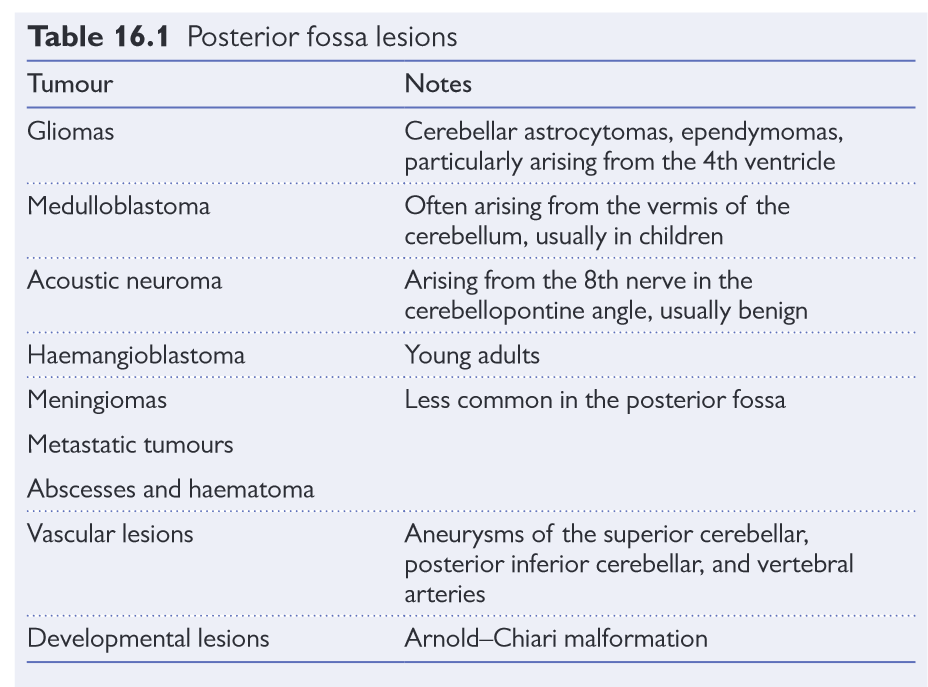 Table 16.1 Posterior fossa lesions
Tumour Notes
Gliomas Cerebellar astrocytomas, ependymomas,
particularly arising from the 4th ventricle
Medulloblastoma Often arising from the vermis of the
cerebellum, usually in children
Acoustic neuroma Arising from the 8th nerve in the
cerebellopontine angle, usually benign
Haemangioblastoma Young adults
Meningiomas Less common in the posterior fossa
Metastatic tumours
Abscesses and haematoma
Vascular lesions Aneurysms of the superior cerebellar,
posterior inferior cerebellar, and vertebral
arteries
Developmental lesions Arnold–Chiari malformation